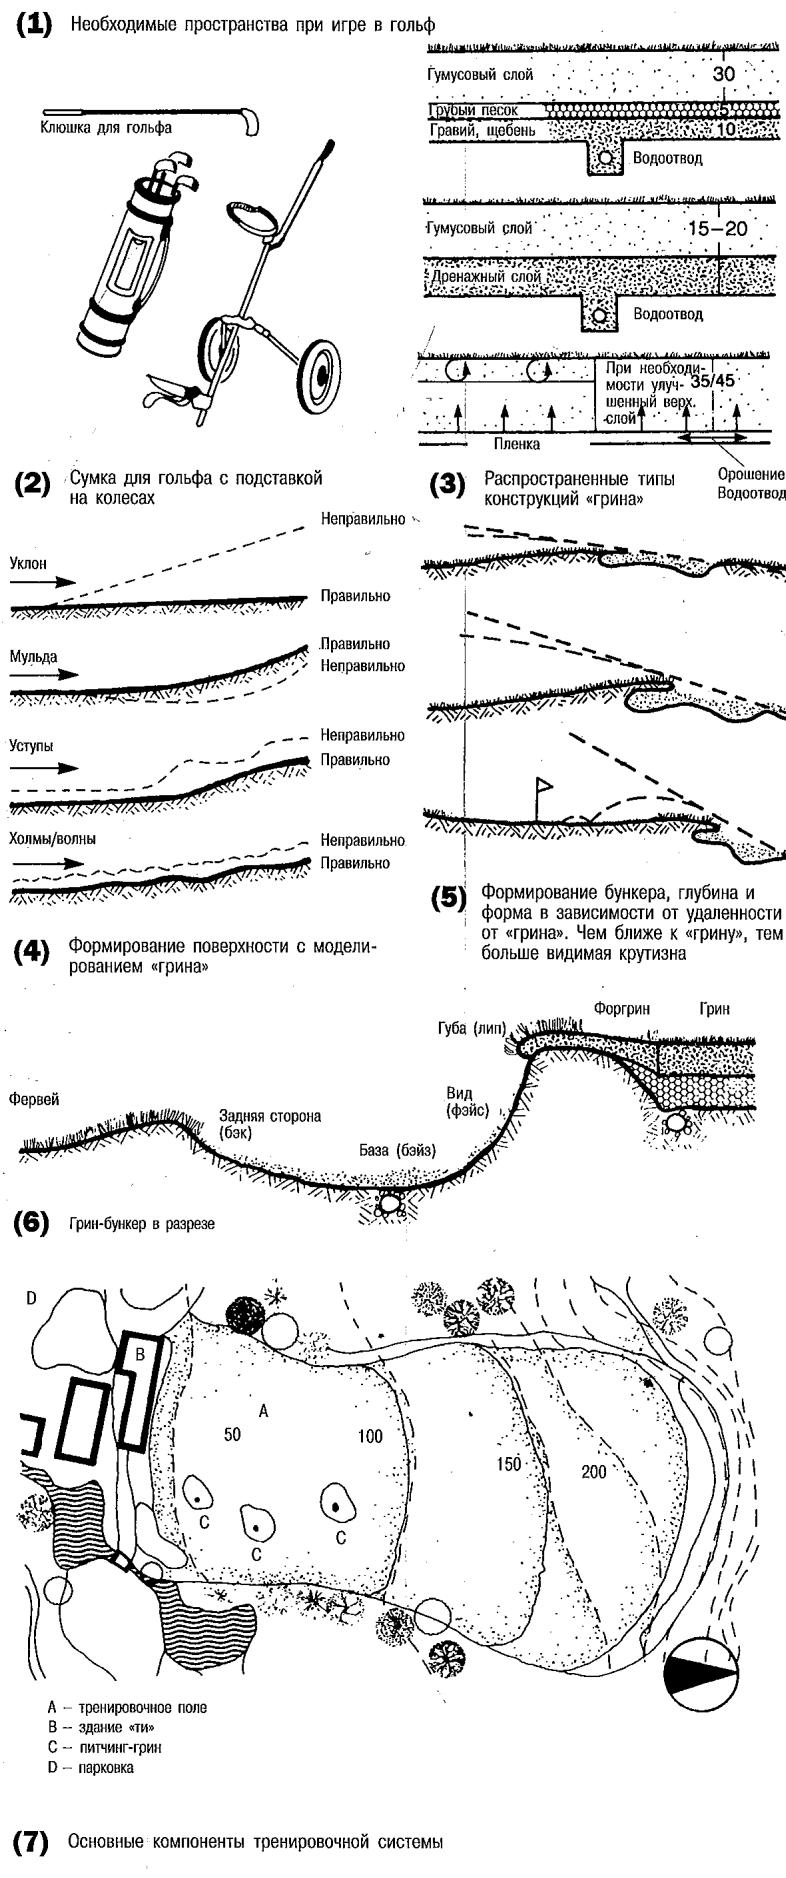 (1) Необходимые пространства при игре в гольф
Клюшка для гольфа
Гумусовый слой
30
Грубый песок
5
Гравий, щебень
10
Водоотвод
Гумусовый слой
15–20
Дренажный слой
Водоотвод
При необходи-
мости улуч-
шенный верх.
слой
35/45
Пленка
Орошение
Водоотвод
(2) Сумка для гольфа с подставкой
на колесах
(3) Распространенные типы
конструкций «грина»
Неправильно
Уклон
Правильно
Правильно
Мульда
Неправильно
Неправильно
Уступы
Правильно
Холмы/волны
Неправильно
Правильно
(4) Формирование поверхности с модели-
рованием «грина»
(5) Формирование бункера, глубина и
форма в зависимости от удаленности
от «грина». Чем ближе к «грину», тем
больше видимая крутизна
Форгрин
Грин
Губа (лип)
Вид
(фэйс)
Фервей
Задняя сторона
(бэк)
База (бэйз)
(6) Грин-бункер в разрезе
D
B
A
50
100
150
200
C
C
C
A – тренировочное поле
B – здание «ти»
C – питчинг-грин
D – парковка
(7) Основные компоненты тренировочной системы